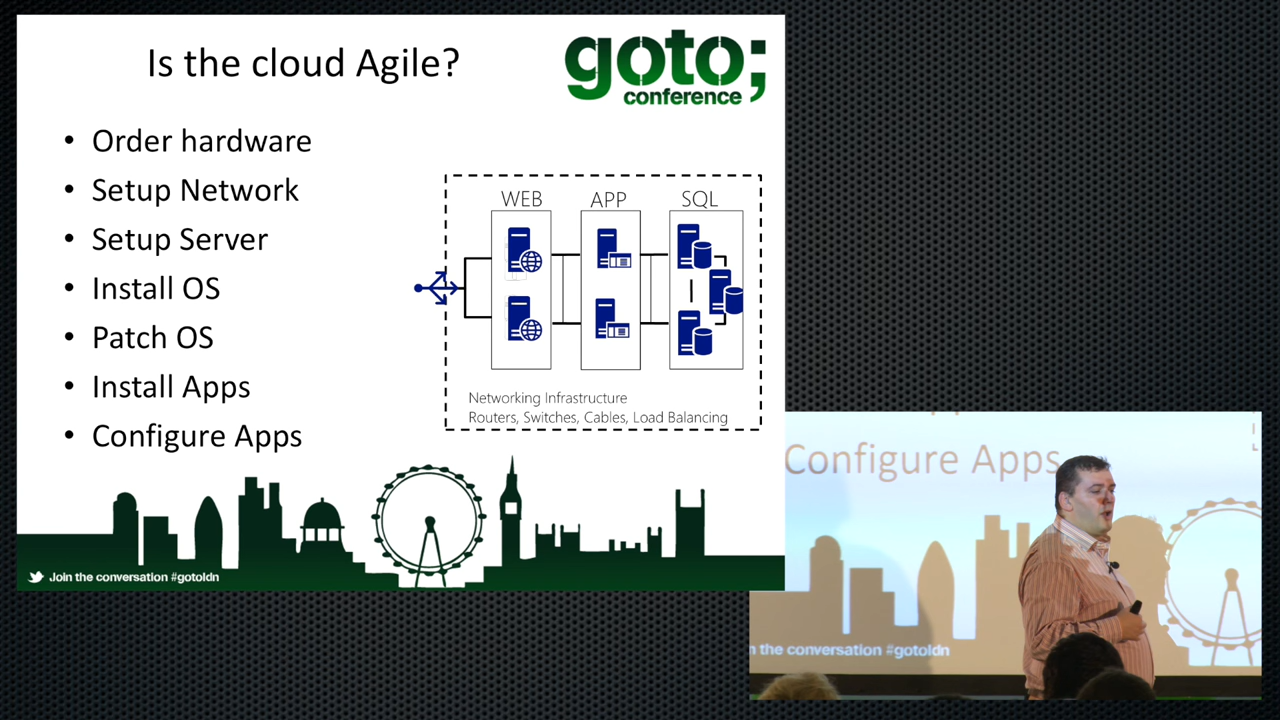 Is the cloud Agile?
goto;
conference
• Order hardware
• Setup Network
• Setup Server
• Install OS
• Patch OS
• Install Apps
• Configure Apps
WEB APP SQL
Networking Infrastructure
Routers, Switches, Cables, Load Balancing
Join the conversation #gotoldn
Configure Apps
the conversation #gotoldn